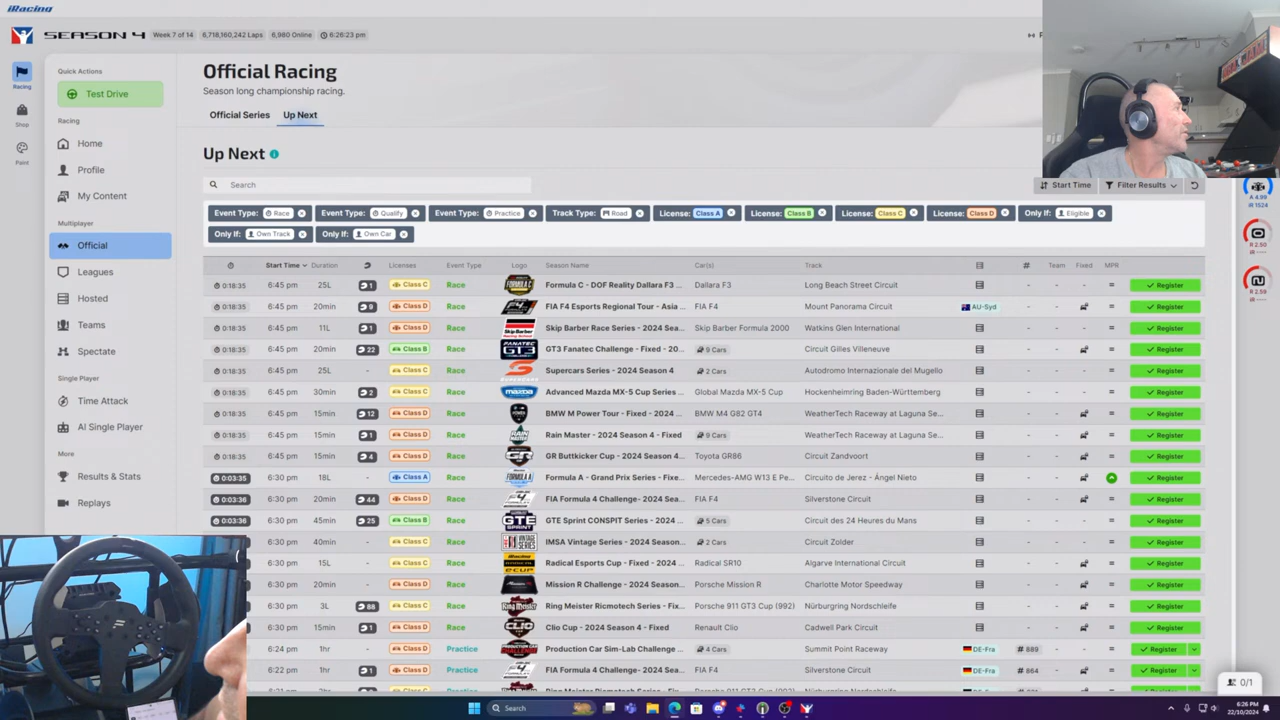 iRacing
SEASON 4 Week 7 of 14 6,718,160,242 Laps 6,980 Online 6:26:23 pm
Racing
Shop
Paint
Quick Actions
Test Drive
Racing
Home
Profile
My Content
Multiplayer
Official
Leagues
Hosted
Teams
Spectate
Single Player
Time Attack
AI Single Player
More
Results & Stats
Replays
Official Racing
Season long championship racing.
Official Series Up Next
Up Next
Search
Start Time Filter Results
Event Type: Race Event Type: Qualify Event Type: Practice Track Type: Road License: Class A License: Class B License: Class C License: Class D Only If: Eligible
Only If: Own Track Only If: Own Car
Start Time Duration Licenses Event Type Logo Season Name Car(s) Track # Team Fixed MPR
0:18:35 6:45 pm 25L 1 Class C Race Formula C - DOF Reality Dallara F3 ... Dallara F3 Long Beach Street Circuit - - - = Register
0:18:35 6:45 pm 20min 9 Class D Race FIA F4 Esports Regional Tour - Asia ... FIA F4 Mount Panorama Circuit AU-Syd - - = Register
0:18:35 6:45 pm 11L 1 Class D Race Skip Barber Race Series - 2024 Sea... Skip Barber Formula 2000 Watkins Glen International - - - = Register
0:18:35 6:45 pm 20min 22 Class B Race GT3 Fanatec Challenge - Fixed - 20... 9 Cars Circuit Gilles Villeneuve - - = Register
0:18:35 6:45 pm 25L - Class C Race Supercars Series - 2024 Season 4 2 Cars Autodromo Internazionale del Mugello - - - = Register
0:18:35 6:45 pm 30min 2 Class C Race Advanced Mazda MX-5 Cup Series ... Global Mazda MX-5 Cup Hockenheimring Baden-Württemberg - - - = Register
0:18:35 6:45 pm 15min 12 Class D Race BMW M Power Tour - Fixed - 2024 ... BMW M4 G82 GT4 WeatherTech Raceway at Laguna Se... - - = Register
0:18:35 6:45 pm 15min 1 Class D Race Rain Master - 2024 Season 4 - Fixed 9 Cars WeatherTech Raceway at Laguna Se... - - = Register
0:18:35 6:45 pm 15min 4 Class D Race GR Buttkicker Cup - Fixed - 2024 S... Toyota GR86 Circuit Zandvoort - - = Register
0:03:35 6:30 pm 18L - Class A Race Formula A - Grand Prix Series - Fix... Mercedes-AMG W13 E Pe... Circuito de Jerez - Ángel Nieto - - Register
0:03:36 6:30 pm 20min 44 Class D Race FIA Formula 4 Challenge- Fixed - 2... FIA F4 Silverstone Circuit - - = Register
0:03:36 6:30 pm 45min 25 Class B Race GTE Sprint CONSPIT Series - 2024 ... 5 Cars Circuit des 24 Heures du Mans - - - = Register
6:30 pm 40min - Class C Race IMSA Vintage Series - 2024 Season... 2 Cars Circuit Zolder - - - = Register
6:30 pm 15L - Class C Race Radical Esports Cup - Fixed - 2024 ... Radical SR10 Algarve International Circuit - - = Register
6:30 pm 20min - Class D Race Mission R Challenge - 2024 Season... Porsche Mission R Charlotte Motor Speedway - - = Register
6:30 pm 3L 86 Class C Race Ring Meister Ricmotech Series - Fix... Porsche 911 GT3 Cup (992) Nürburgring Nordschleife - - = Register
6:30 pm 15min 1 Class D Race Clio Cup - 2024 Season 4 - Fixed Renault Clio Cadwell Park Circuit - - = Register
6:24 pm 1hr - Class D Practice Production Car Sim-Lab Challenge ... 4 Cars Summit Point Raceway DE-Fra # 689 - - = Register
6:22 pm 1hr 1 Class D Practice FIA Formula 4 Challenge- Fixed - 2... FIA F4 Silverstone Circuit DE-Fra # 864 - = Register
A 4.99
iR 1524
R 2.50
R 2.59
0/1
Search
6:26 PM
22/10/2024